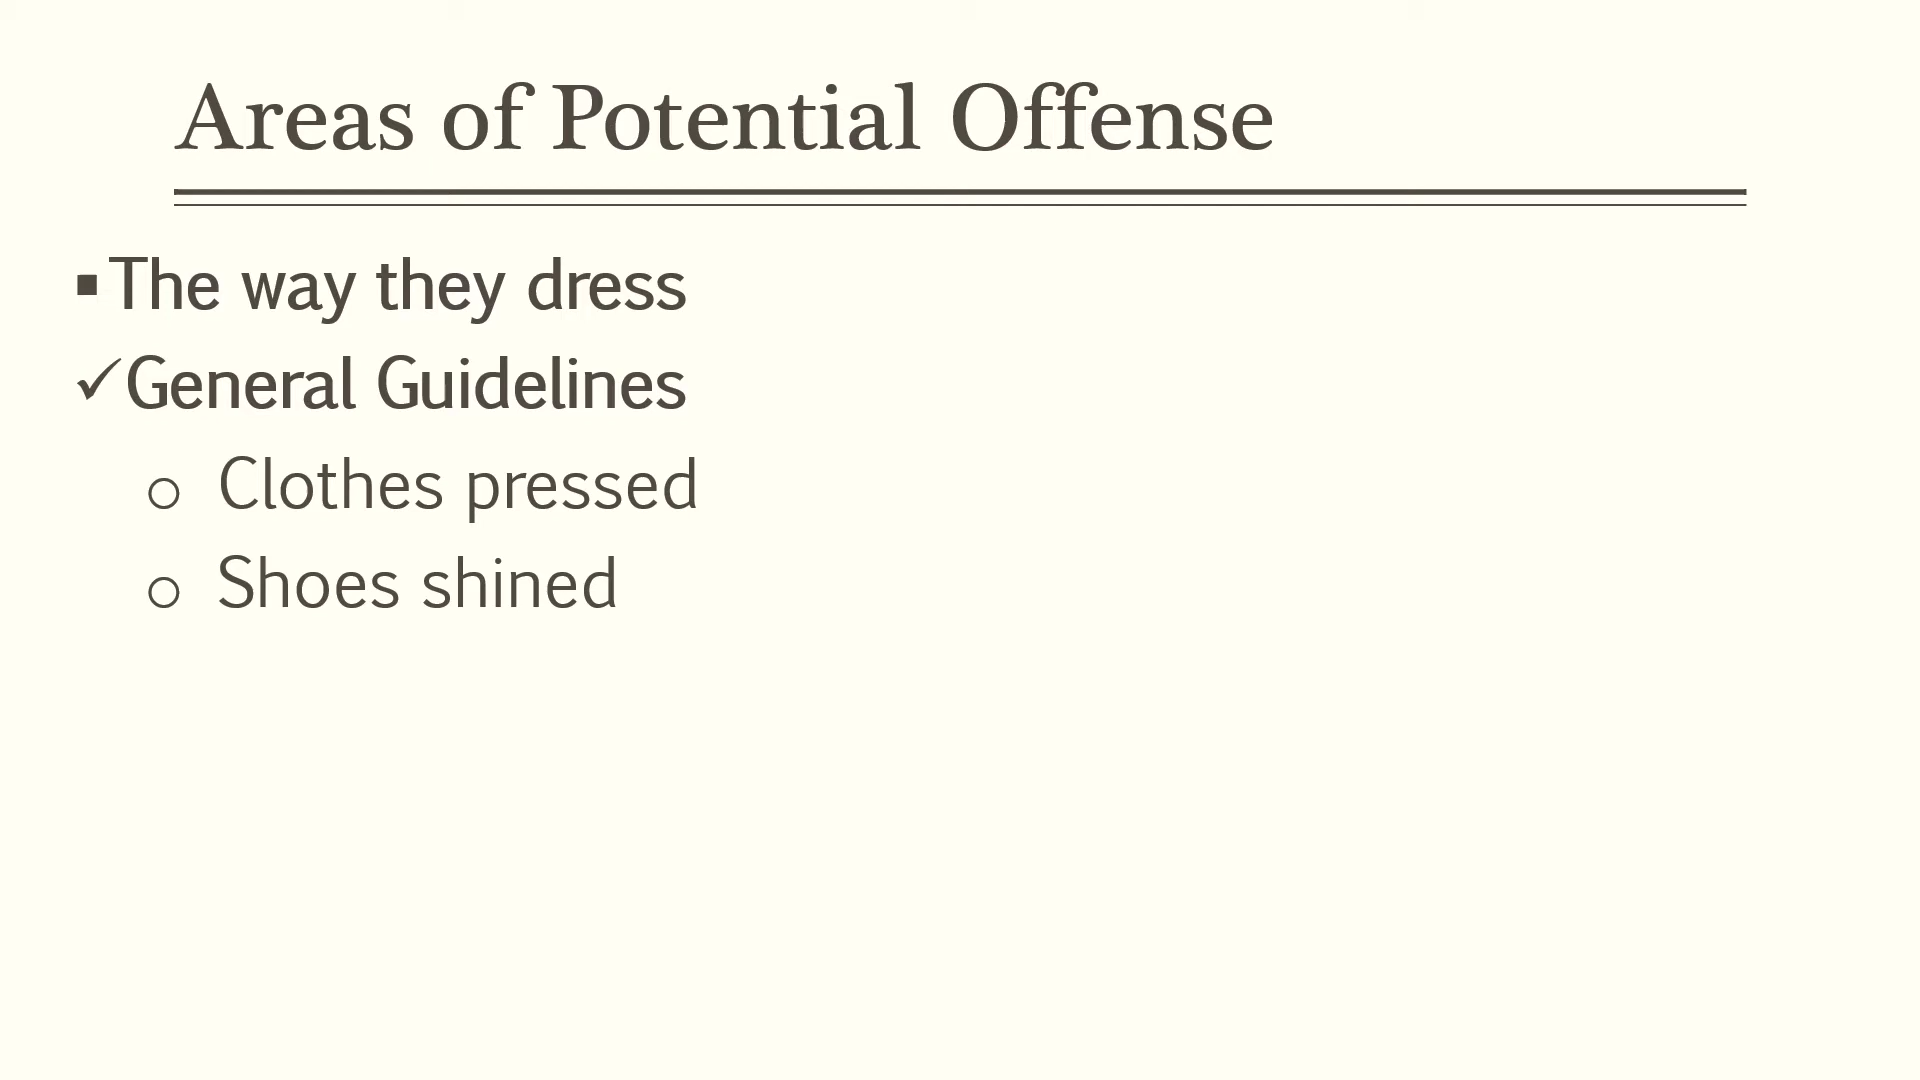 Areas of Potential Offense
▪ The way they dress
✓ General Guidelines
○ Clothes pressed
○ Shoes shined